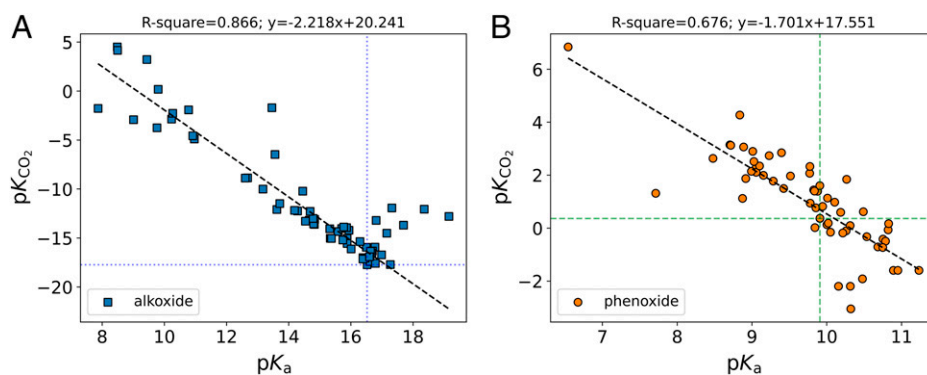 A
R-square=0.866; y=-2.218x+20.241
5
0
−5
−10
−15
−20
pKCO₂
8
10
12
14
16
18
pKa
alkoxide
B
R-square=0.676; y=-1.701x+17.551
6
4
2
0
−2
pKCO₂
7
8
9
10
11
pKa
phenoxide